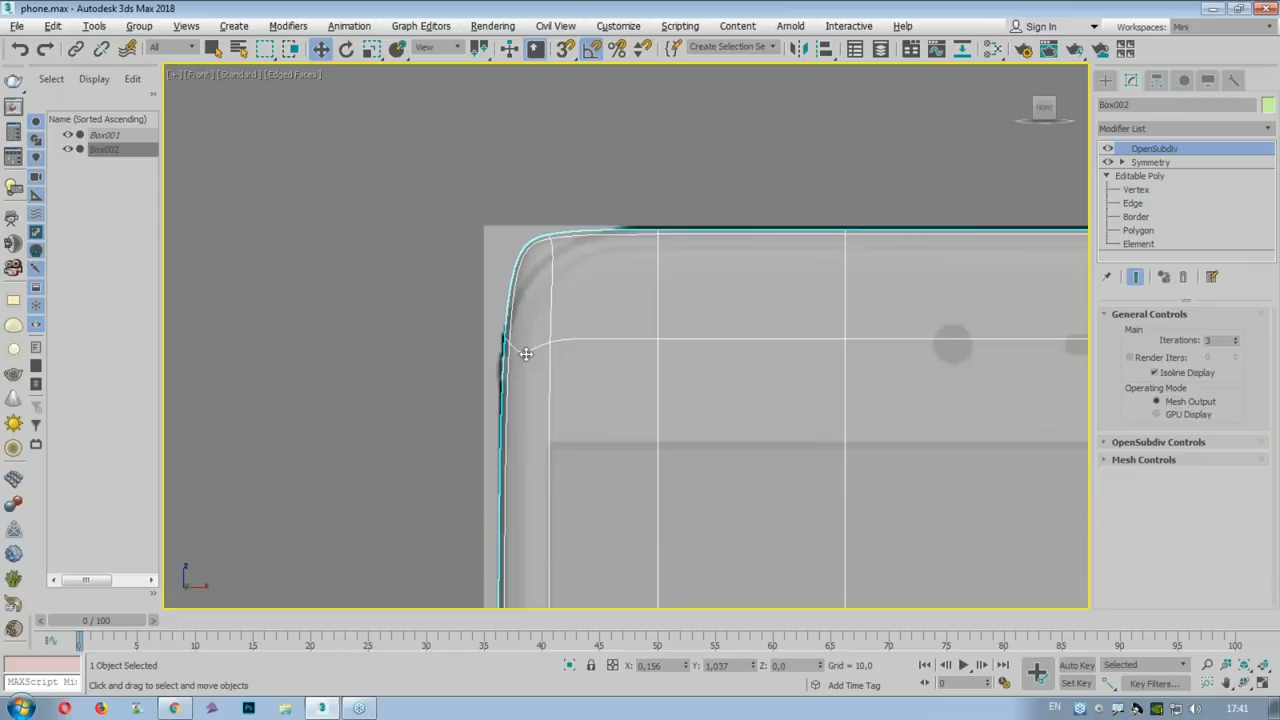 phone.max - Autodesk 3ds Max 2018
File Edit Tools Group Views Create Modifiers Animation Graph Editors Rendering Civil View Customize Scripting Content Arnold Interactive Help Sign In Workspaces: Mini
All View Create Selection Se
[+] [Front] [Standard] [Edged Faces]
Select Display Edit
Name (Sorted Ascending)
Box001
Box002
FRONT
Box002
Modifier List
OpenSubdiv
Symmetry
Editable Poly
Vertex
Edge
Border
Polygon
Element
General Controls
Main
Iterations: 3
Render Iters: 0
Isoline Display
Operating Mode
Mesh Output
GPU Display
OpenSubdiv Controls
Mesh Controls
z
x
0 / 100
0 5 10 15 20 25 30 35 40 45 50 55 60 65 70 75 80 85 90 95 100
1 Object Selected X: 0,156 Y: 1,037 Z: 0,0 Grid = 10,0 Auto Key Selected
MAXScript Mi Click and drag to select and move objects Add Time Tag 0 Set Key Key Filters...
EN 17:41